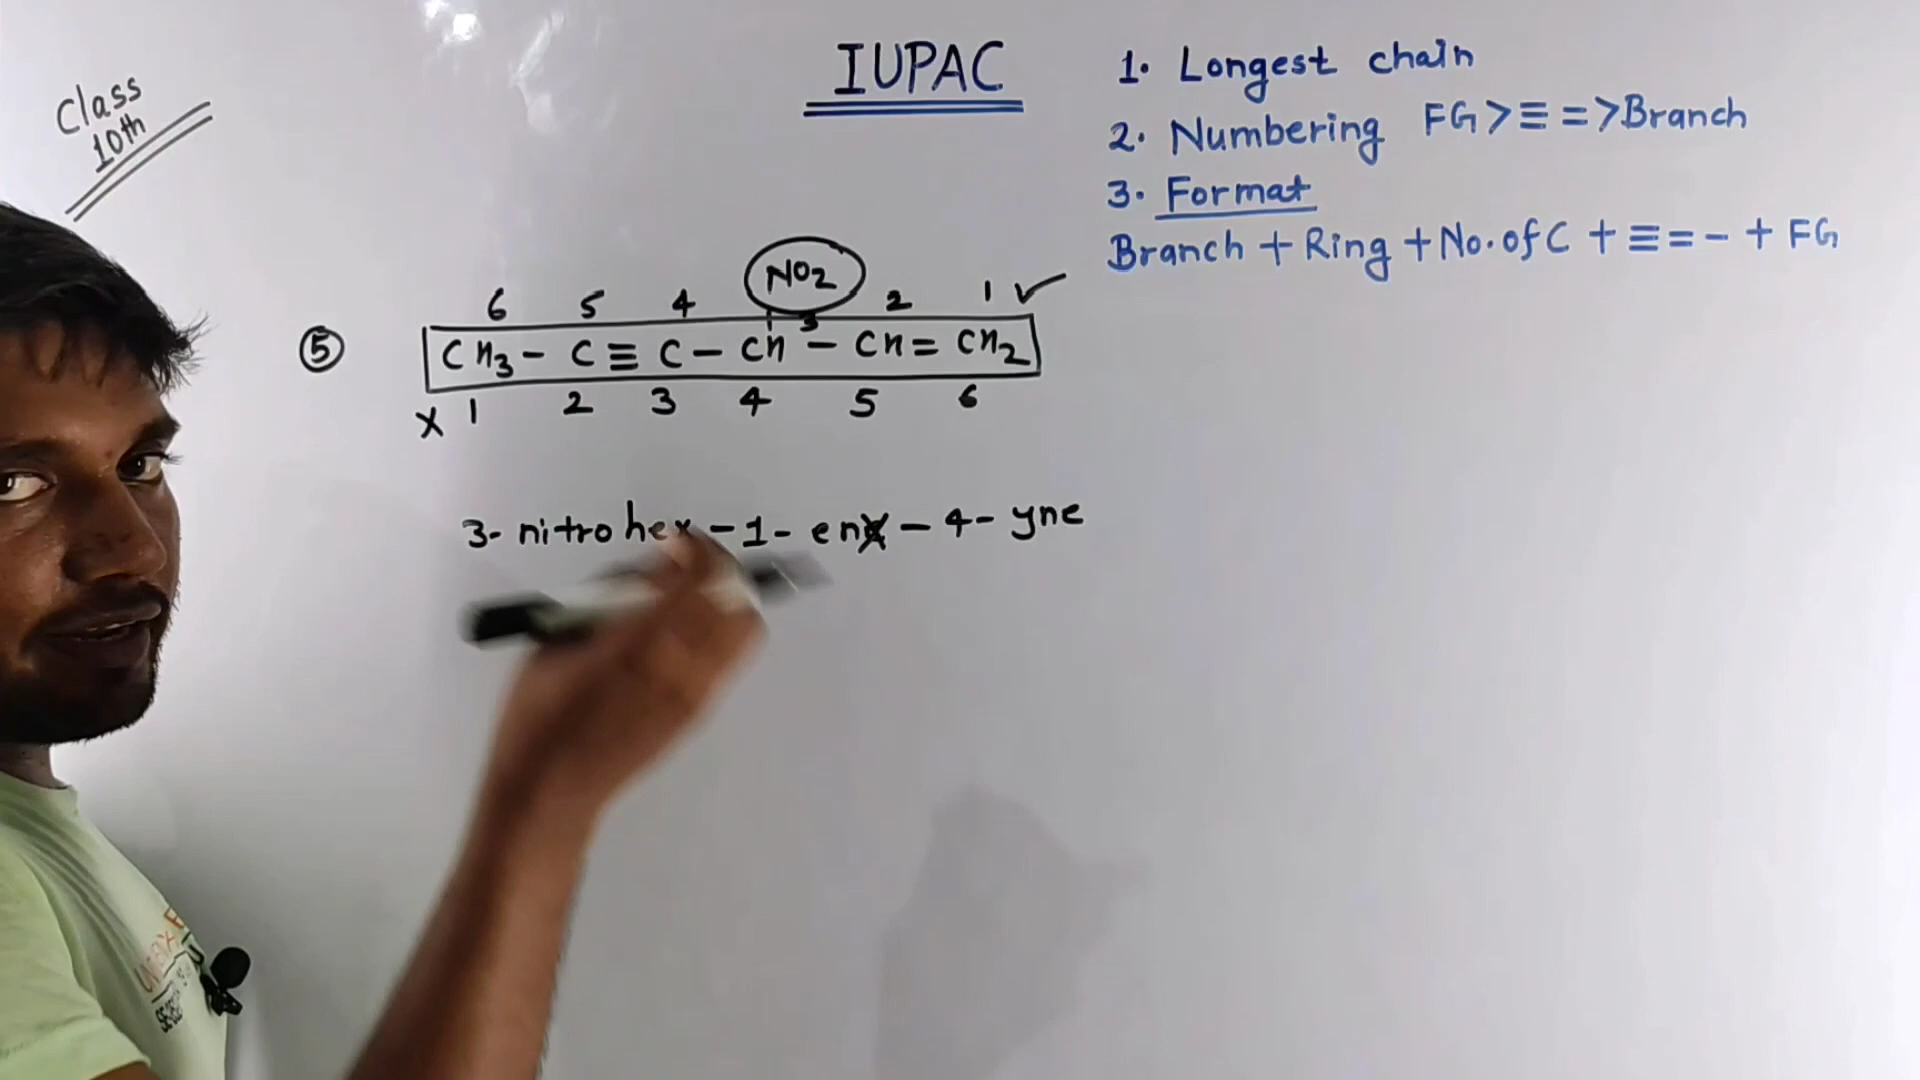 Class
10th
IUPAC
1. Longest chain
2. Numbering FG > ≡ = > Branch
3. Format
Branch + Ring + No. of C + ≡ = - + FG
NO2
6 5 4 3 2 1 ✓
⑤ CH3 - C ≡ C - CH - CH = CH2
X 1 2 3 4 5 6
3- nitro hex - 1 - en - 4 - yne